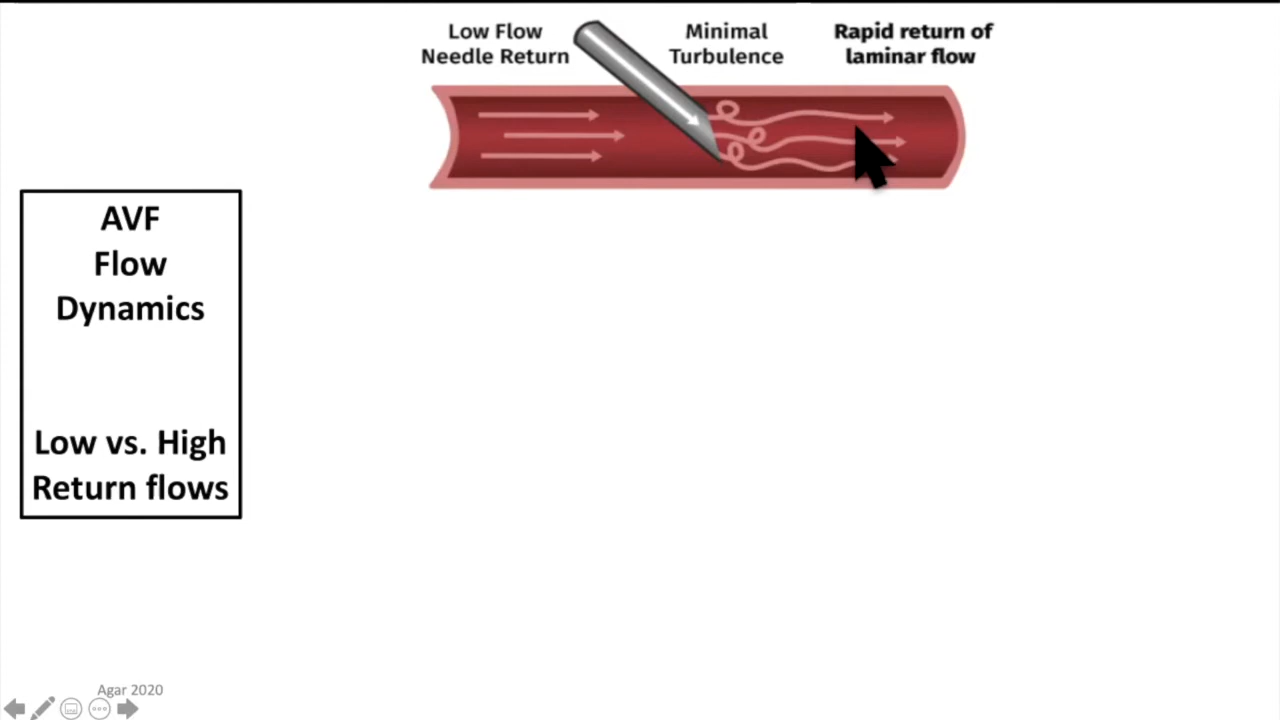 Low Flow
Needle Return
Minimal
Turbulence
Rapid return of
laminar flow
AVF
Flow
Dynamics
Low vs. High
Return flows
Agar 2020